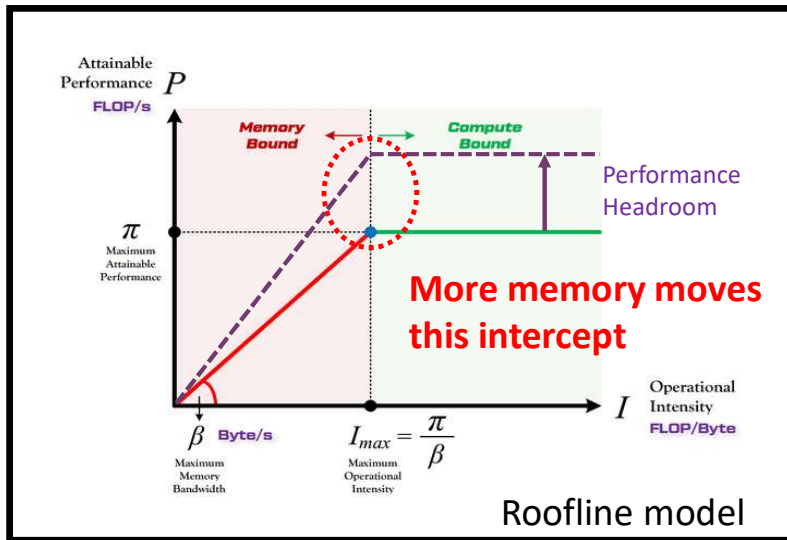 Attainable
Performance P
FLOP/s
Memory
Bound
Compute
Bound
Performance
Headroom
π
Maximum
Attainable
Performance
More memory moves
this intercept
I Operational
Intensity
FLOP/Byte
β Byte/s
Maximum
Memory
Bandwidth
I_max = π/β
Maximum
Operational
Intensity
Roofline model